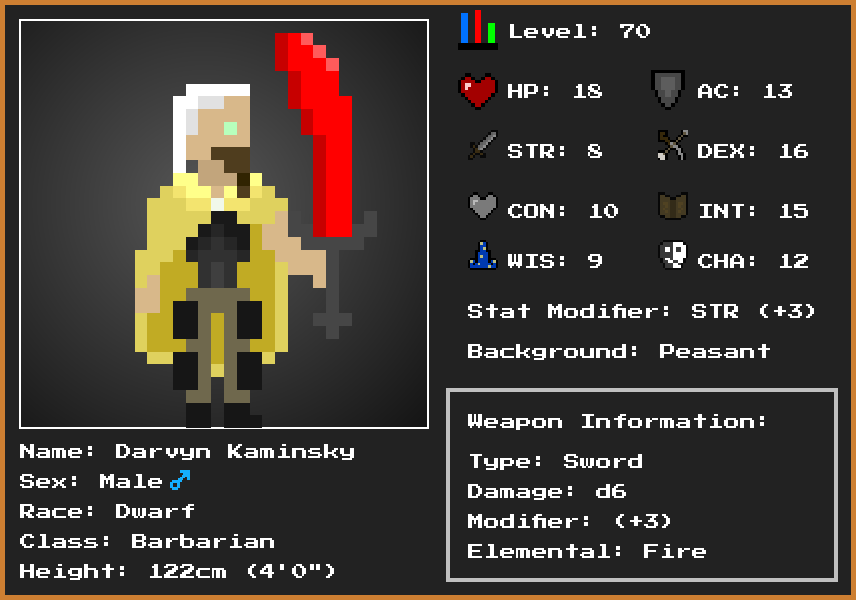 Level: 70
HP: 18
AC: 13
STR: 8
DEX: 16
CON: 10
INT: 15
WIS: 9
CHA: 12
Stat Modifier: STR (+3)
Background: Peasant
Weapon Information:
Type: Sword
Damage: d6
Modifier: (+3)
Elemental: Fire
Name: Darvyn Kaminsky
Sex: Male♂
Race: Dwarf
Class: Barbarian
Height: 122cm (4'0")